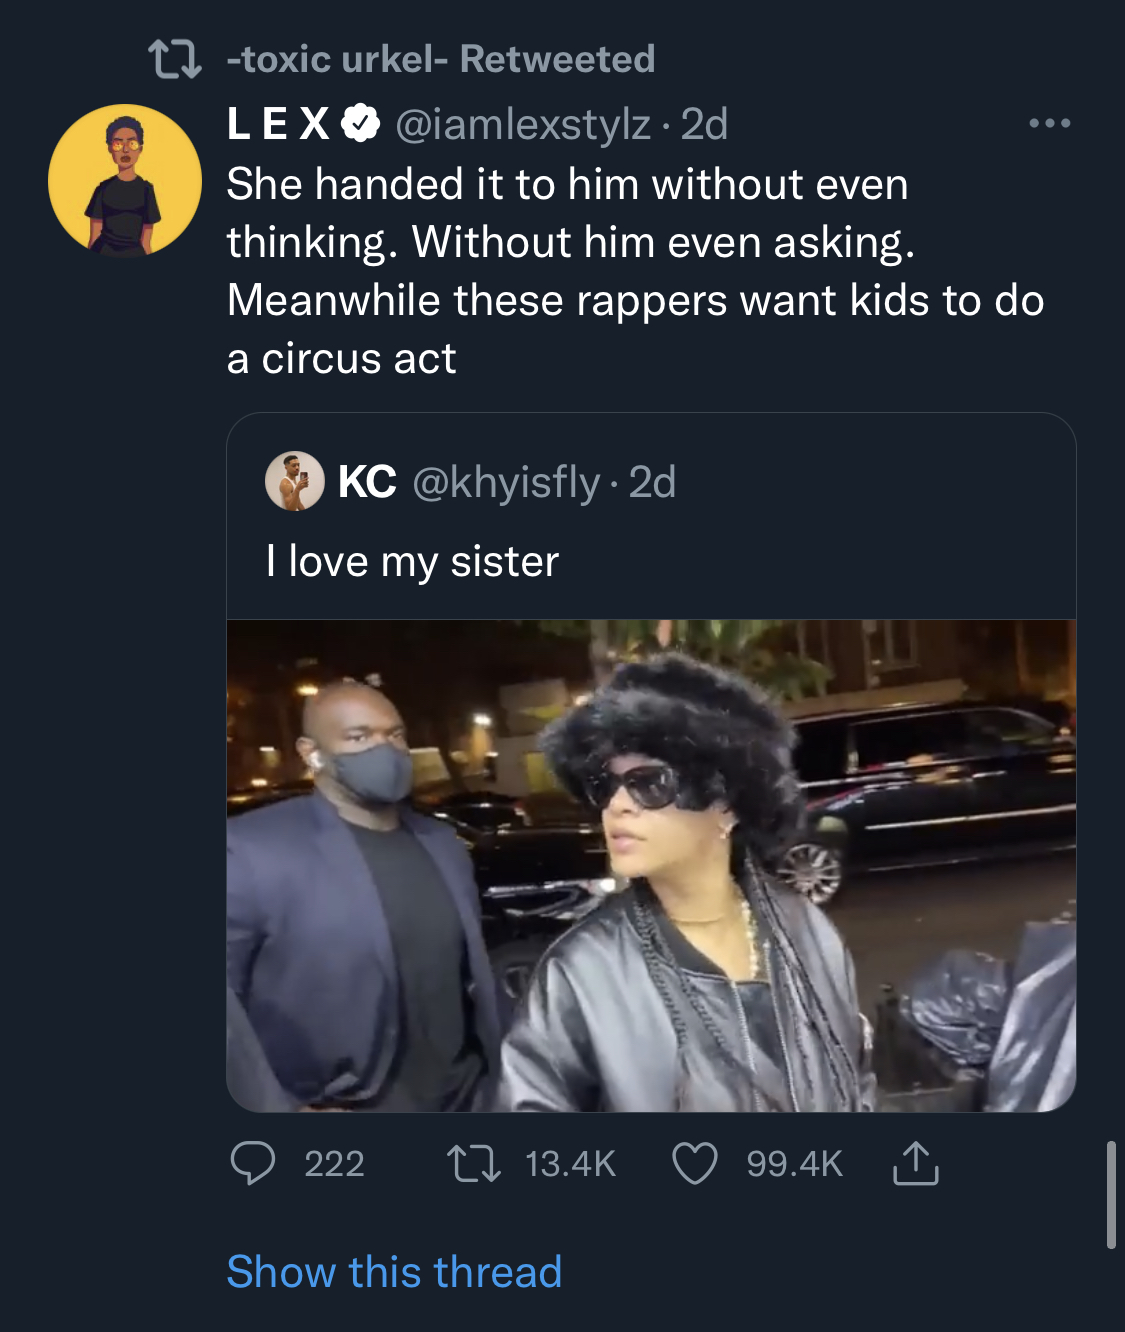 -toxic urkel- Retweeted
L E X @iamlexstylz · 2d
She handed it to him without even
thinking. Without him even asking.
Meanwhile these rappers want kids to do
a circus act
KC @khyisfly · 2d
I love my sister
222 13.4K 99.4K
Show this thread